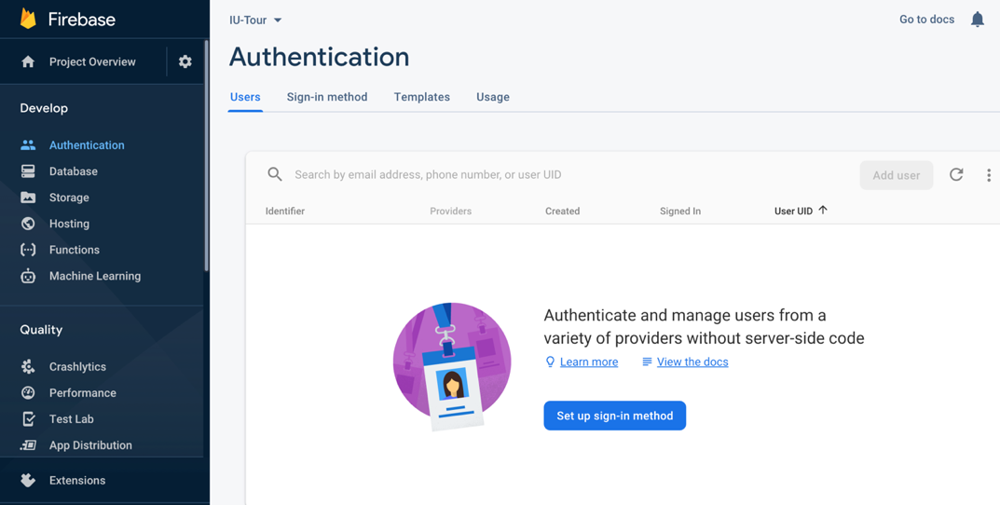 Firebase
Project Overview
Develop
Authentication
Database
Storage
Hosting
Functions
Machine Learning
Quality
Crashlytics
Performance
Test Lab
App Distribution
Extensions
IU-Tour
Go to docs
Authentication
Users Sign-in method Templates Usage
Search by email address, phone number, or user UID
Add user
Identifier Providers Created Signed In User UID
Authenticate and manage users from a
variety of providers without server-side code
Learn more View the docs
Set up sign-in method